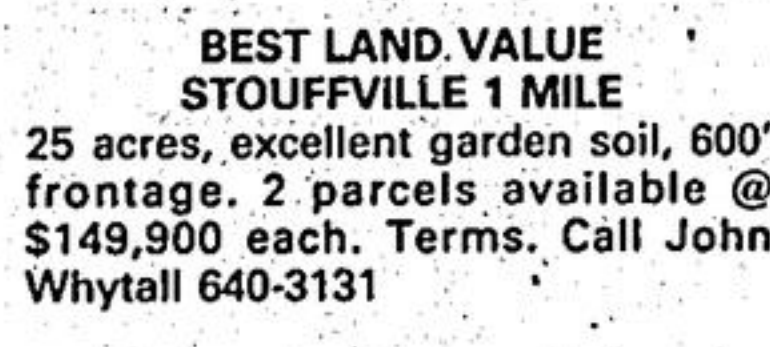 BEST LAND VALUE
STOUFFVILLE 1 MILE
25 acres, excellent garden soil, 600'
frontage. 2 parcels available @
$149,900 each. Terms. Call John
Whytall 640-3131